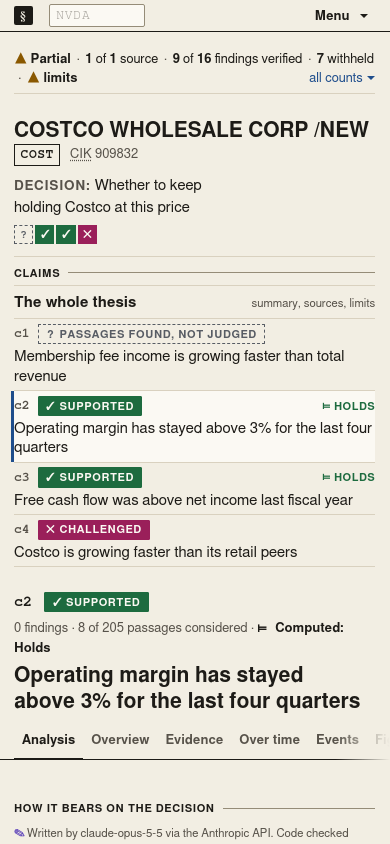 § NVDA Menu
▲ Partial · 1 of 1 source · 9 of 16 findings verified · 7 withheld
· ▲ limits all counts
COSTCO WHOLESALE CORP /NEW
COST CIK 909832
DECISION: Whether to keep
holding Costco at this price
? ✓ ✓ ✕
CLAIMS
The whole thesis summary, sources, limits
c1 ? PASSAGES FOUND, NOT JUDGED
Membership fee income is growing faster than total
revenue
c2 ✓ SUPPORTED ⊨ HOLDS
Operating margin has stayed above 3% for the last four
quarters
c3 ✓ SUPPORTED ⊨ HOLDS
Free cash flow was above net income last fiscal year
c4 ✕ CHALLENGED
Costco is growing faster than its retail peers
c2 ✓ SUPPORTED
0 findings · 8 of 205 passages considered · ⊨ Computed:
Holds
Operating margin has stayed
above 3% for the last four quarters
Analysis Overview Evidence Over time Events
HOW IT BEARS ON THE DECISION
✎ Written by claude-opus-5-5 via the Anthropic API. Code checked